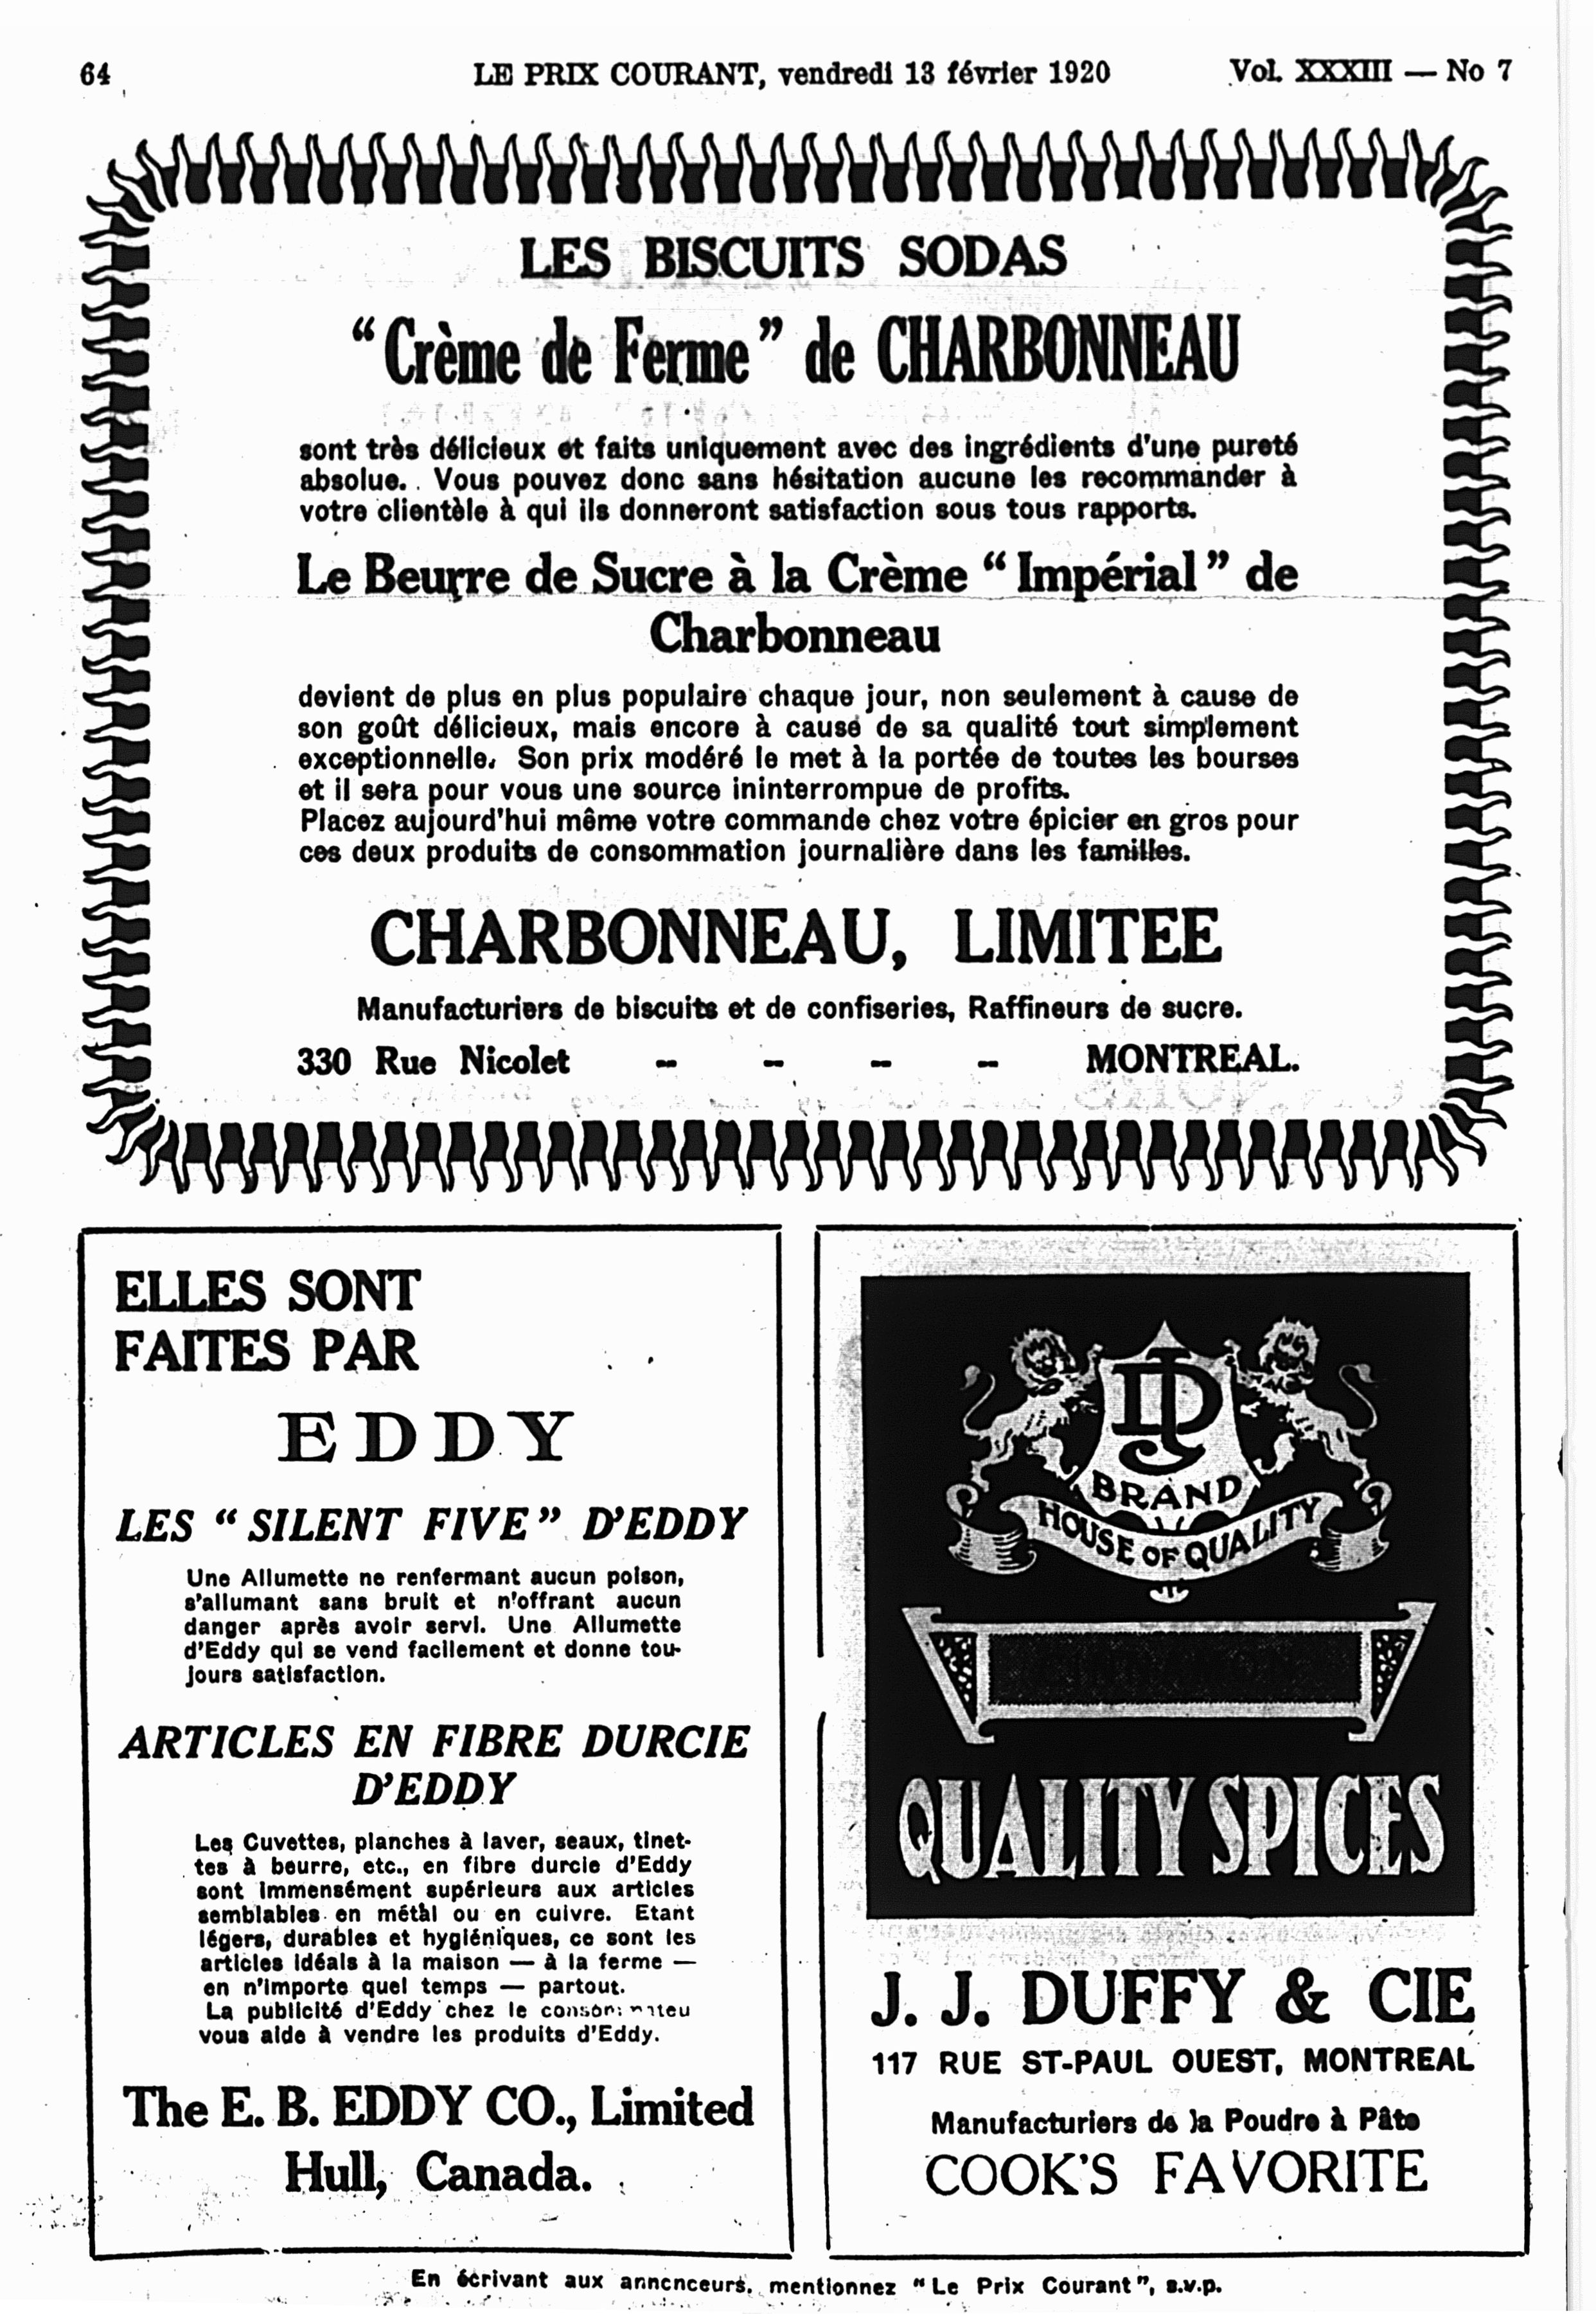 64 LE PRIX COURANT, vendredi 13 février 1920 Vol. XXXIII — No 7
LES BISCUITS SODAS
“Crème de Ferme” de CHARBONNEAU
sont très délicieux et faits uniquement avec des ingrédients d'une pureté
absolue. Vous pouvez donc sans hésitation aucune les recommander à
votre clientèle à qui ils donneront satisfaction sous tous rapports.
Le Beurre de Sucre à la Crème “Impérial” de
Charbonneau
devient de plus en plus populaire chaque jour, non seulement à cause de
son goût délicieux, mais encore à cause de sa qualité tout simplement
exceptionnelle. Son prix modéré le met à la portée de toutes les bourses
et il sera pour vous une source ininterrompue de profits.
Placez aujourd'hui même votre commande chez votre épicier en gros pour
ces deux produits de consommation journalière dans les familles.
CHARBONNEAU, LIMITEE
Manufacturiers de biscuits et de confiseries, Raffineurs de sucre.
330 Rue Nicolet - - - - MONTREAL.
ELLES SONT
FAITES PAR
EDDY
LES “SILENT FIVE” D'EDDY
Une Allumette ne renfermant aucun poison,
s'allumant sans bruit et n'offrant aucun
danger après avoir servi. Une Allumette
d'Eddy qui se vend facilement et donne tou-
jours satisfaction.
ARTICLES EN FIBRE DURCIE
D'EDDY
Les Cuvettes, planches à laver, seaux, tinet-
tes à beurre, etc., en fibre durcie d'Eddy
sont immensément supérieurs aux articles
semblables en métal ou en cuivre. Etant
légers, durables et hygiéniques, ce sont les
articles idéals à la maison — à la ferme —
en n'importe quel temps — partout.
La publicité d'Eddy chez le
vous aide à vendre les produits d'Eddy.
The E. B. EDDY CO., Limited
Hull, Canada.
JD
BRAND
HOUSE OF QUALITY
QUALITY SPICES
J. J. DUFFY & CIE
117 RUE ST-PAUL OUEST, MONTREAL
Manufacturiers de la Poudre à Pâte
COOK'S FAVORITE
En écrivant aux annonceurs, mentionnez “Le Prix Courant”, s.v.p.